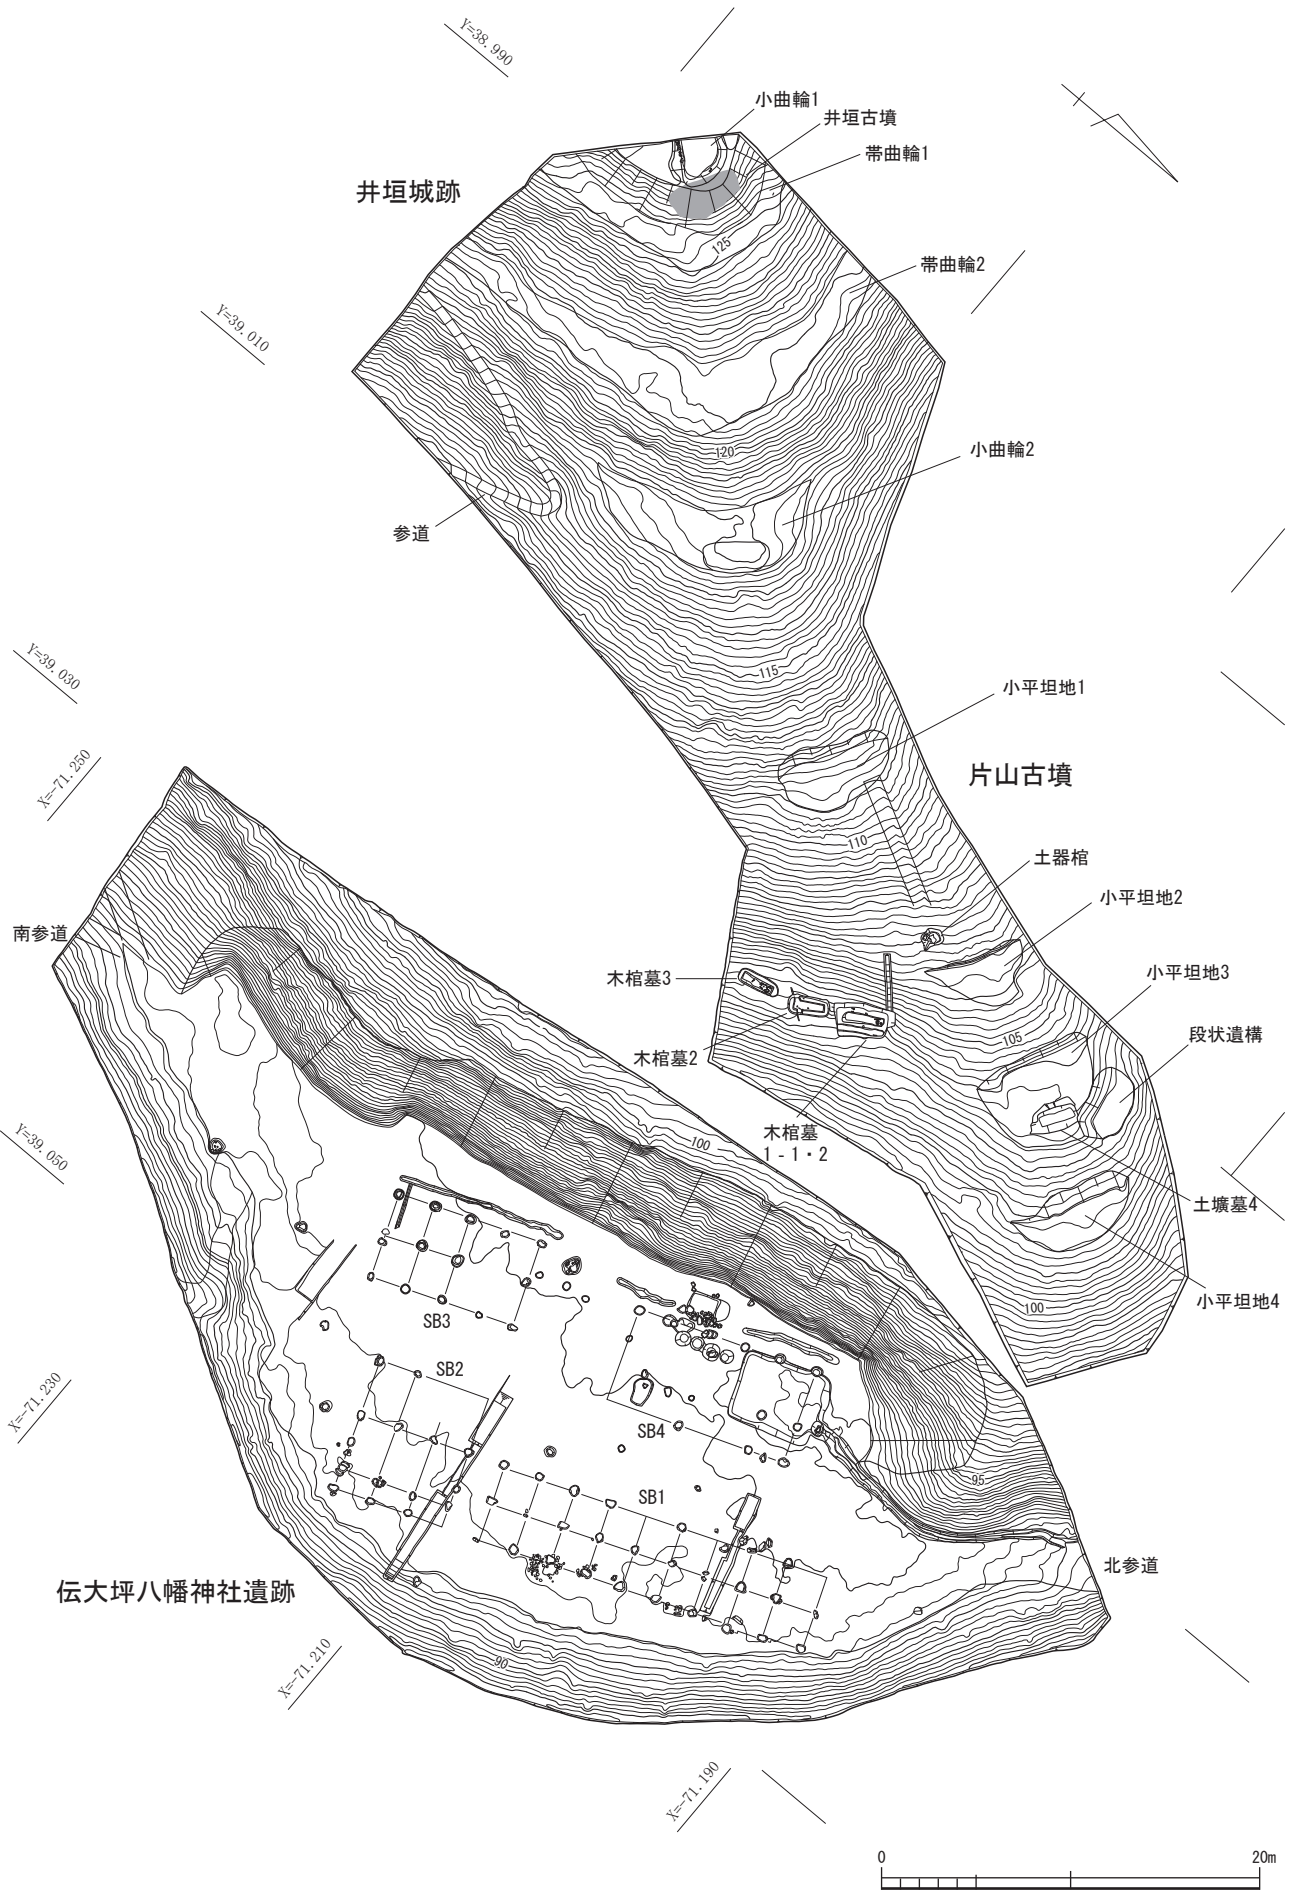 Y=38.990
小曲輪1
井垣古墳
帯曲輪1
井垣城跡
125
帯曲輪2
Y=39.010
120
小曲輪2
参道
115
Y=39.030
小平坦地1
X=-71.250
片山古墳
110
土器棺
小平坦地2
南参道
木棺墓3
小平坦地3
105
段状遺構
木棺墓2
Y=39.050
木棺墓
1-1・2
100
土壙墓4
小平坦地4
100
SB3
SB2
X=-71.230
SB4
95
SB1
北参道
伝大坪八幡神社遺跡
90
X=-71.210
X=-71.190
0
20m